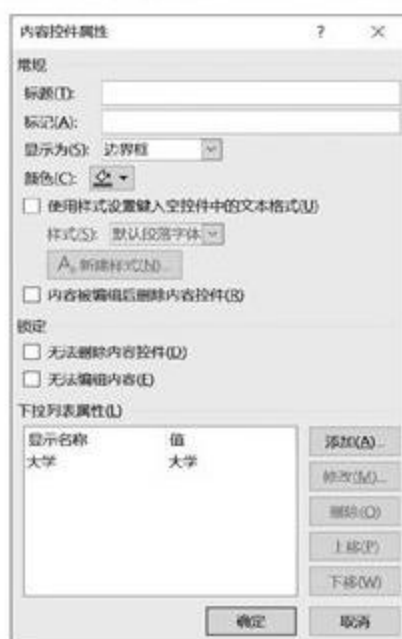 内容控件属性 ? ×
常规
标题(T):
标记(A):
显示为(S): 边界框
颜色(C):
使用样式设置键入空控件中的文本格式(U)
样式(S): 默认段落字体
新建样式(N)...
内容被编辑后删除内容控件(R)
锁定
无法删除内容控件(D)
无法编辑内容(E)
下拉列表属性(L)
显示名称 值
大学 大学
添加(A)...
修改(M)...
删除(O)
上移(P)
下移(W)
确定 取消